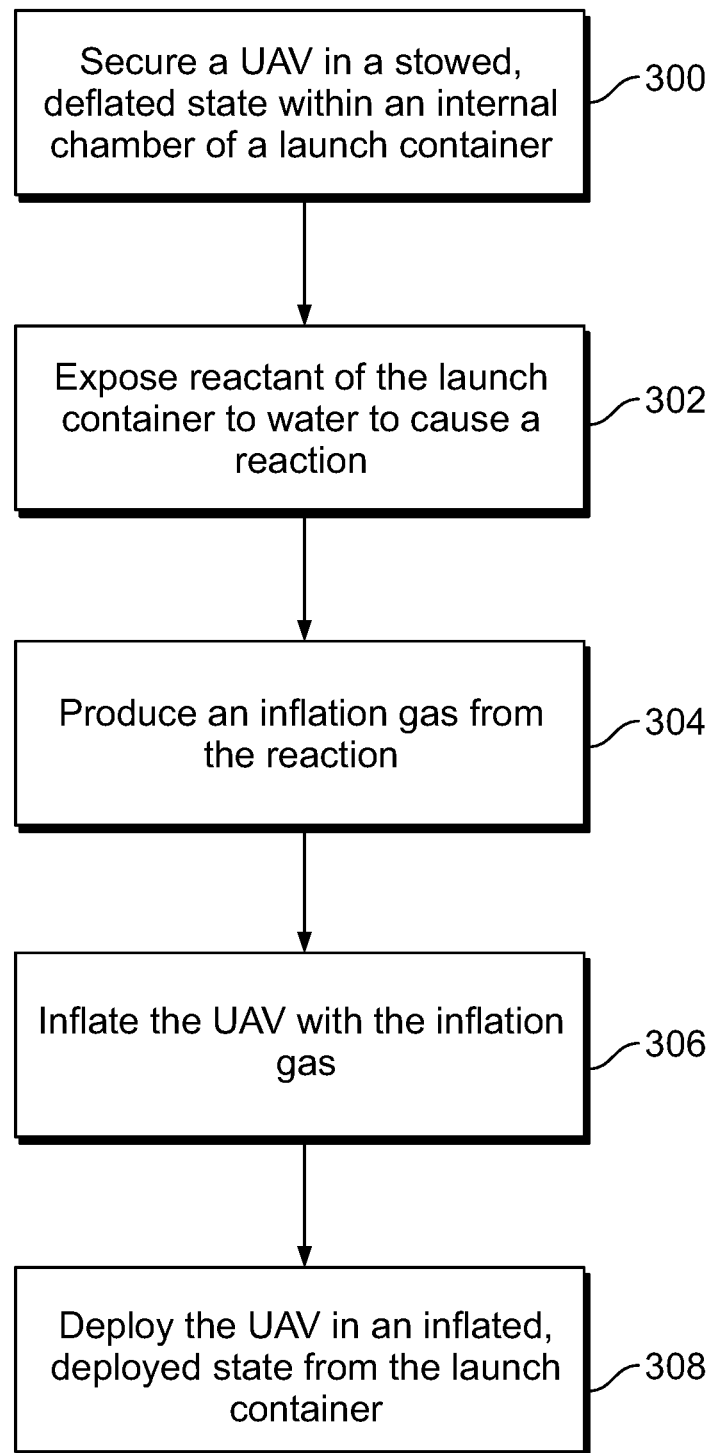 Secure a UAV in a stowed,
deflated state within an internal
chamber of a launch container
300
Expose reactant of the launch
container to water to cause a
reaction
302
Produce an inflation gas from
the reaction
304
Inflate the UAV with the inflation
gas
306
Deploy the UAV in an inflated,
deployed state from the launch
container
308